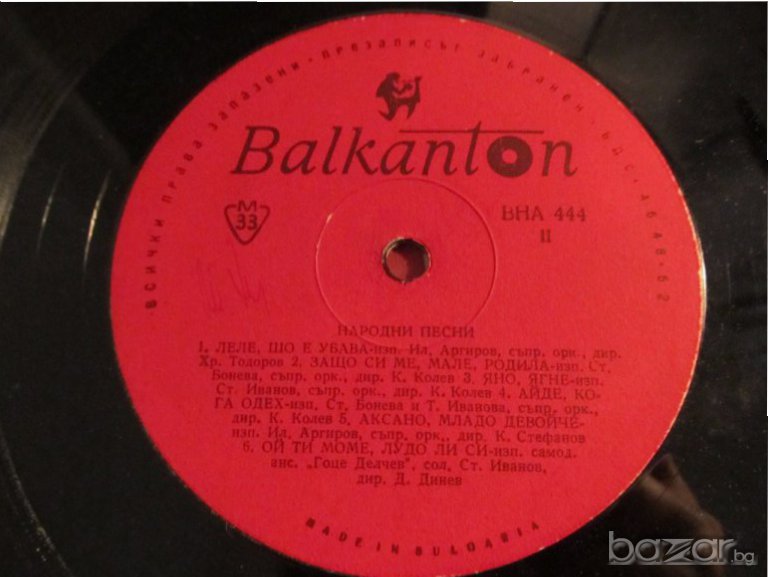 ВСИЧКИ ПРАВА ЗАПАЗЕНИ · ПРЕЗАПИСЪТ ЗАБРАНЕН · БДС · 4648-62
Balkanton
М
33
ВНА 444
II
НАРОДНИ ПЕСНИ
1. ЛЕЛЕ, ШО Е УБАВА-изп. Ил, Аргиров, съпр. орк., дир.
Хр. Тодоров 2. ЗАЩО СИ МЕ, МАЛЕ, РОДИЛА-изп. Ст.
Бонева, съпр. орк., дир. К. Колев 3. ЯНО, ЯГНЕ-изп.
Ст. Иванов, съпр. орк., дир. К. Колев 4. АЙДЕ, КО-
ГА ОДЕХ-изп, Ст, Бонева и Т. Иванова, съпр. орк.,
дир. К. Колев 5. АКСАНО, МЛАДО ДЕВОЙЧЕ-
изп. Ил, Аргиров, съпр, орк., дир. К. Стефанов
6. ОЙ ТИ МОМЕ, ЛУДО ЛИ СИ-изп. самод.
анс. „Гоце Делчев", сол, Ст. Иванов,
дир. Д. Динев
MADE IN BULGARIA
bazar.bg